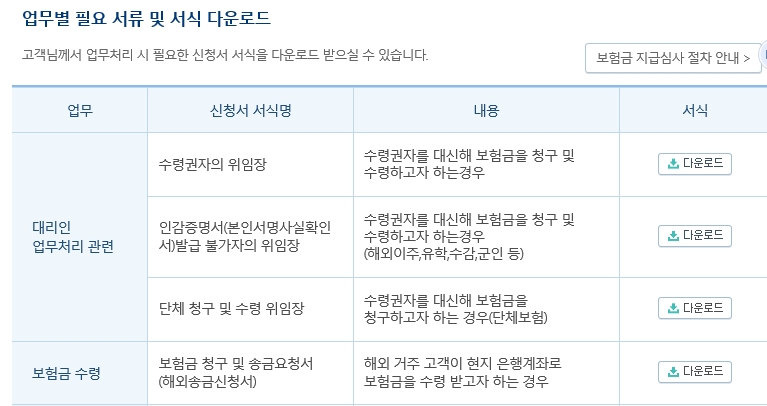 업무별 필요 서류 및 서식 다운로드
고객님께서 업무처리 시 필요한 신청서 서식을 다운로드 받으실 수 있습니다.
보험금 지급심사 절차 안내 >
업무
신청서 서식명
내용
서식
대리인
업무처리 관련
수령권자의 위임장
수령권자를 대신해 보험금을 청구 및
수령하고자 하는경우
다운로드
인감증명서(본인서명사실확인
서)발급 불가자의 위임장
수령권자를 대신해 보험금을 청구 및
수령하고자 하는경우
(해외이주,유학,수감,군인 등)
다운로드
단체 청구 및 수령 위임장
수령권자를 대신해 보험금을
청구하고자 하는 경우(단체보험)
다운로드
보험금 수령
보험금 청구 및 송금요청서
(해외송금신청서)
해외 거주 고객이 현지 은행계좌로
보험금을 수령 받고자 하는 경우
다운로드